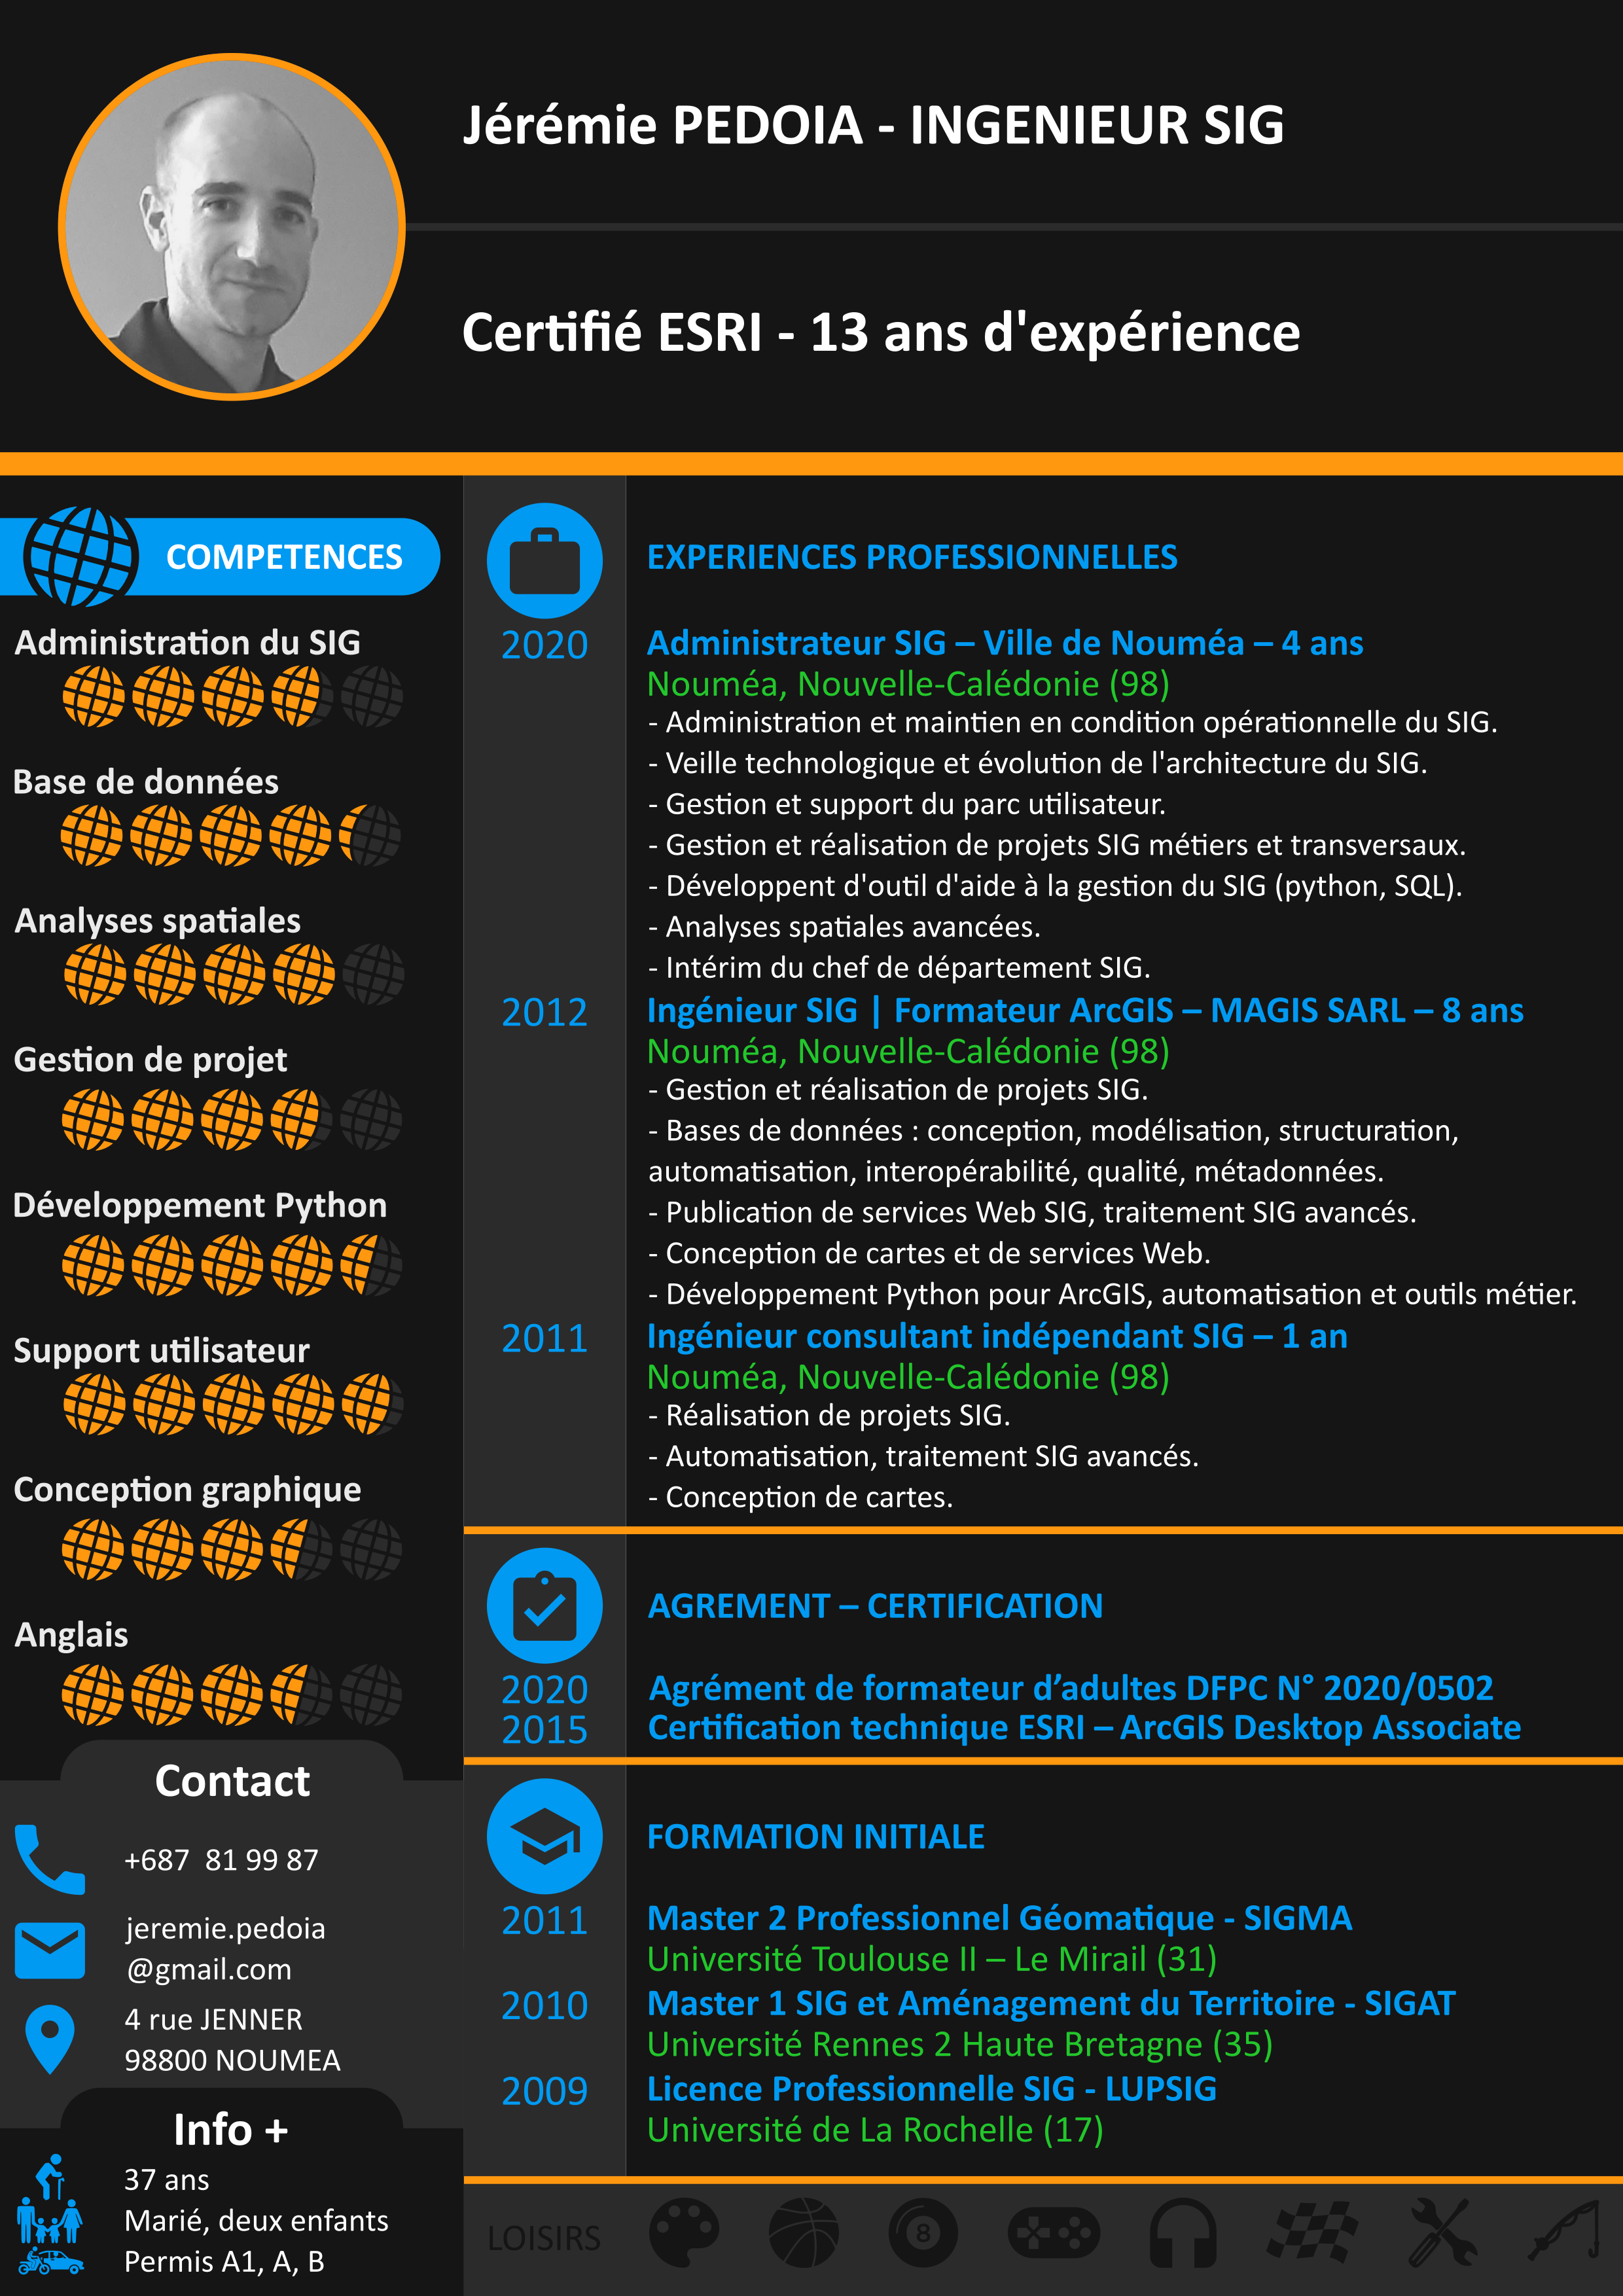 Jérémie PEDOIA - INGENIEUR SIG
Certifié ESRI - 13 ans d'expérience
COMPETENCES
Administration du SIG
Base de données
Analyses spatiales
Gestion de projet
Développement Python
Support utilisateur
Conception graphique
Anglais
Contact
+687 81 99 87
jeremie.pedoia
@gmail.com
4 rue JENNER
98800 NOUMEA
Info +
37 ans
Marié, deux enfants
Permis A1, A, B
EXPERIENCES PROFESSIONNELLES
2020 Administrateur SIG – Ville de Nouméa – 4 ans
Nouméa, Nouvelle-Calédonie (98)
- Administration et maintien en condition opérationnelle du SIG.
- Veille technologique et évolution de l'architecture du SIG.
- Gestion et support du parc utilisateur.
- Gestion et réalisation de projets SIG métiers et transversaux.
- Développent d'outil d'aide à la gestion du SIG (python, SQL).
- Analyses spatiales avancées.
- Intérim du chef de département SIG.
2012 Ingénieur SIG | Formateur ArcGIS – MAGIS SARL – 8 ans
Nouméa, Nouvelle-Calédonie (98)
- Gestion et réalisation de projets SIG.
- Bases de données : conception, modélisation, structuration,
automatisation, interopérabilité, qualité, métadonnées.
- Publication de services Web SIG, traitement SIG avancés.
- Conception de cartes et de services Web.
- Développement Python pour ArcGIS, automatisation et outils métier.
2011 Ingénieur consultant indépendant SIG – 1 an
Nouméa, Nouvelle-Calédonie (98)
- Réalisation de projets SIG.
- Automatisation, traitement SIG avancés.
- Conception de cartes.
AGREMENT – CERTIFICATION
2020 Agrément de formateur d’adultes DFPC N° 2020/0502
2015 Certification technique ESRI – ArcGIS Desktop Associate
FORMATION INITIALE
2011 Master 2 Professionnel Géomatique - SIGMA
Université Toulouse II – Le Mirail (31)
2010 Master 1 SIG et Aménagement du Territoire - SIGAT
Université Rennes 2 Haute Bretagne (35)
2009 Licence Professionnelle SIG - LUPSIG
Université de La Rochelle (17)
LOISIRS
8